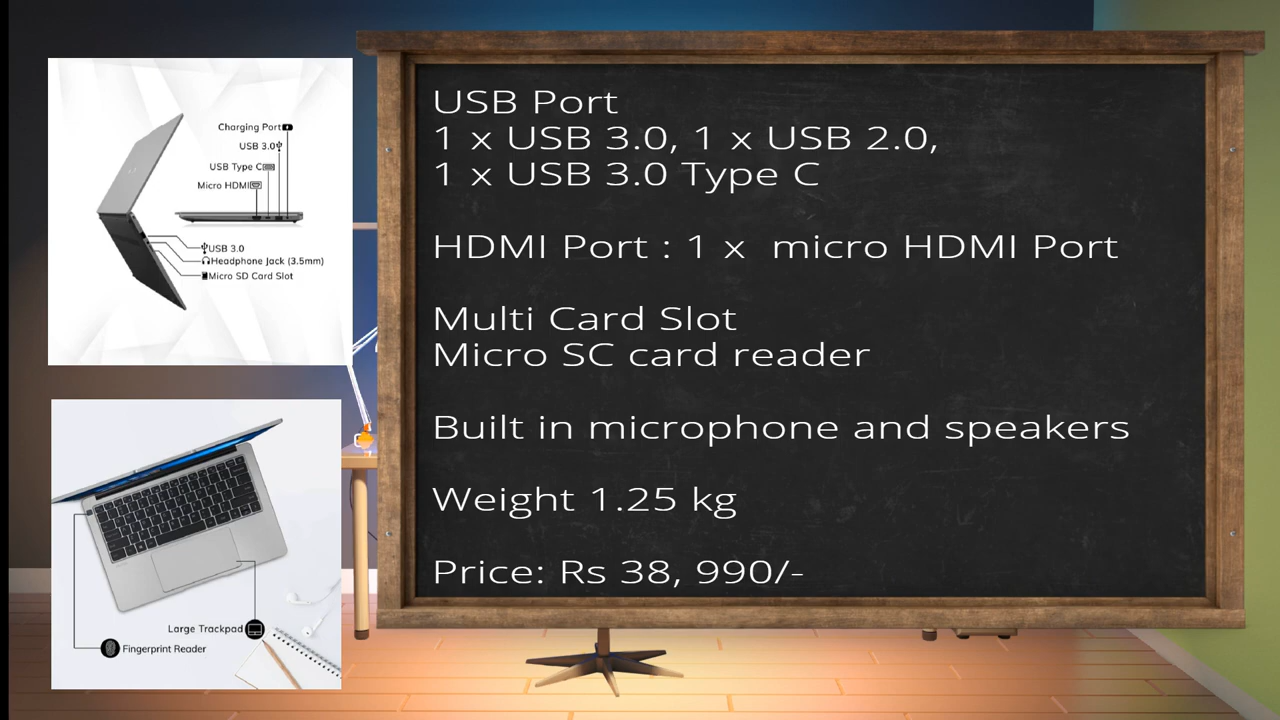 Charging Port
USB 3.0
USB Type C
Micro HDMI
USB 3.0
Headphone Jack (3.5mm)
Micro SD Card Slot
Large Trackpad
Fingerprint Reader
USB Port
1 x USB 3.0, 1 x USB 2.0,
1 x USB 3.0 Type C
HDMI Port : 1 x micro HDMI Port
Multi Card Slot
Micro SC card reader
Built in microphone and speakers
Weight 1.25 kg
Price: Rs 38, 990/-